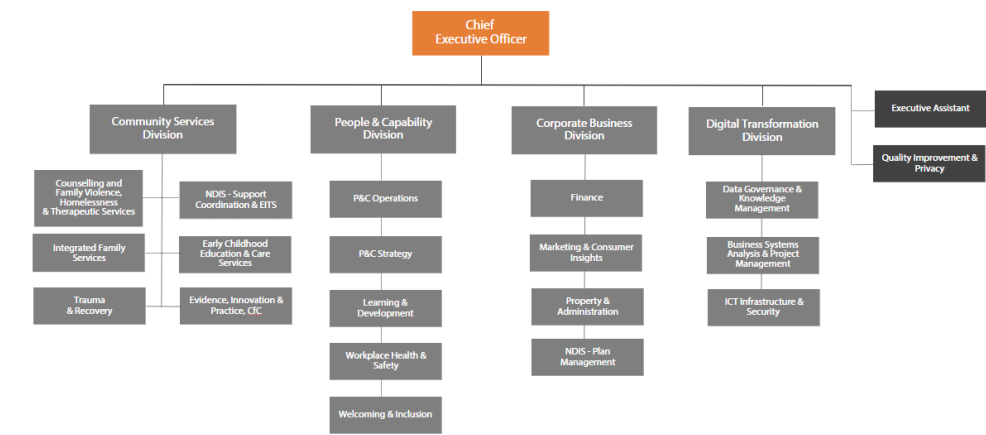 Chief
Executive Officer
Community Services
Division
People & Capability
Division
Corporate Business
Division
Digital Transformation
Division
Executive Assistant
Quality Improvement &
Privacy
Counselling and
Family Violence,
Homelessness
& Therapeutic Services
NDIS - Support
Coordination & EITS
Integrated Family
Services
Early Childhood
Education & Care
Services
Trauma
& Recovery
Evidence, Innovation &
Practice, CfC
P&C Operations
P&C Strategy
Learning &
Development
Workplace Health &
Safety
Welcoming & Inclusion
Finance
Marketing & Consumer
Insights
Property &
Administration
NDIS - Plan
Management
Data Governance &
Knowledge
Management
Business Systems
Analysis & Project
Management
ICT Infrastructure &
Security